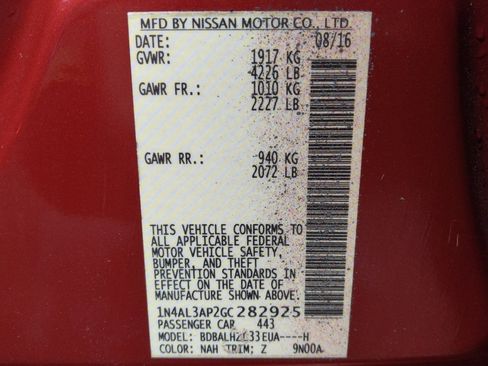 MFD BY NISSAN MOTOR CO., LTD.
DATE: 08/16
GVWR: 1917 KG
4226 LB
GAWR FR.: 1010 KG
2227 LB
GAWR RR.: 940 KG
2072 LB
THIS VEHICLE CONFORMS TO
ALL APPLICABLE FEDERAL
MOTOR VEHICLE SAFETY,
BUMPER, AND THEFT
PREVENTION STANDARDS IN
EFFECT ON THE DATE OF
MANUFACTURE SHOWN ABOVE.
1N4AL3AP2GC282925
PASSENGER CAR 443
MODEL: BDBALHZL33EUA----H
COLOR: NAH TRIM: Z 9N00A